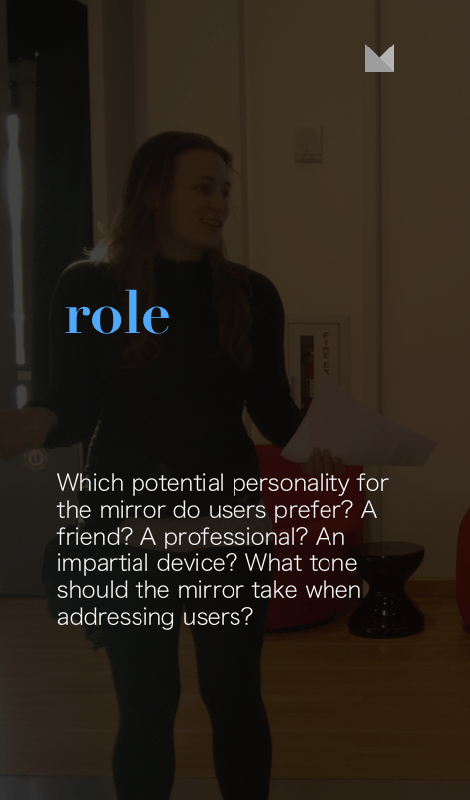 role
Which potential personality for
the mirror do users prefer? A
friend? A professional? An
impartial device? What tone
should the mirror take when
addressing users?